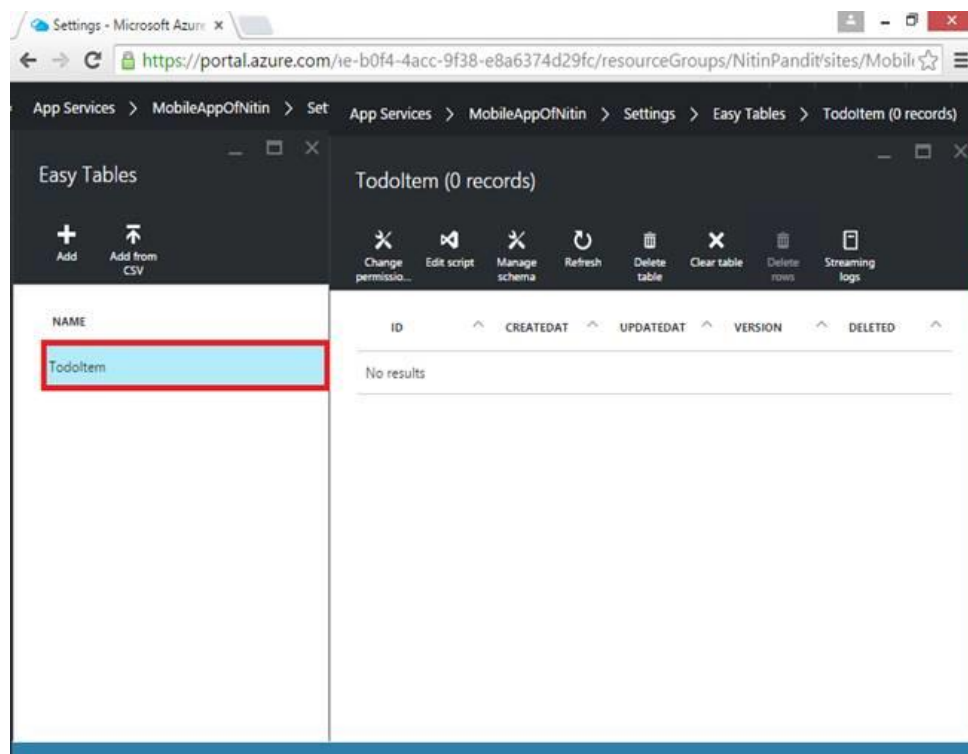 Settings - Microsoft Azure
https://portal.azure.com/ie-b0f4-4acc-9f38-e8a6374d29fc/resourceGroups/NitinPandit/sites/Mobil
App Services > MobileAppOfNitin > Set
App Services > MobileAppOfNitin > Settings > Easy Tables > TodoItem (0 records)
Easy Tables
Add
Add from
CSV
NAME
TodoItem
TodoItem (0 records)
Change
permissio...
Edit script
Manage
schema
Refresh
Delete
table
Clear table
Delete
rows
Streaming
logs
ID
CREATEDAT
UPDATEDAT
VERSION
DELETED
No results